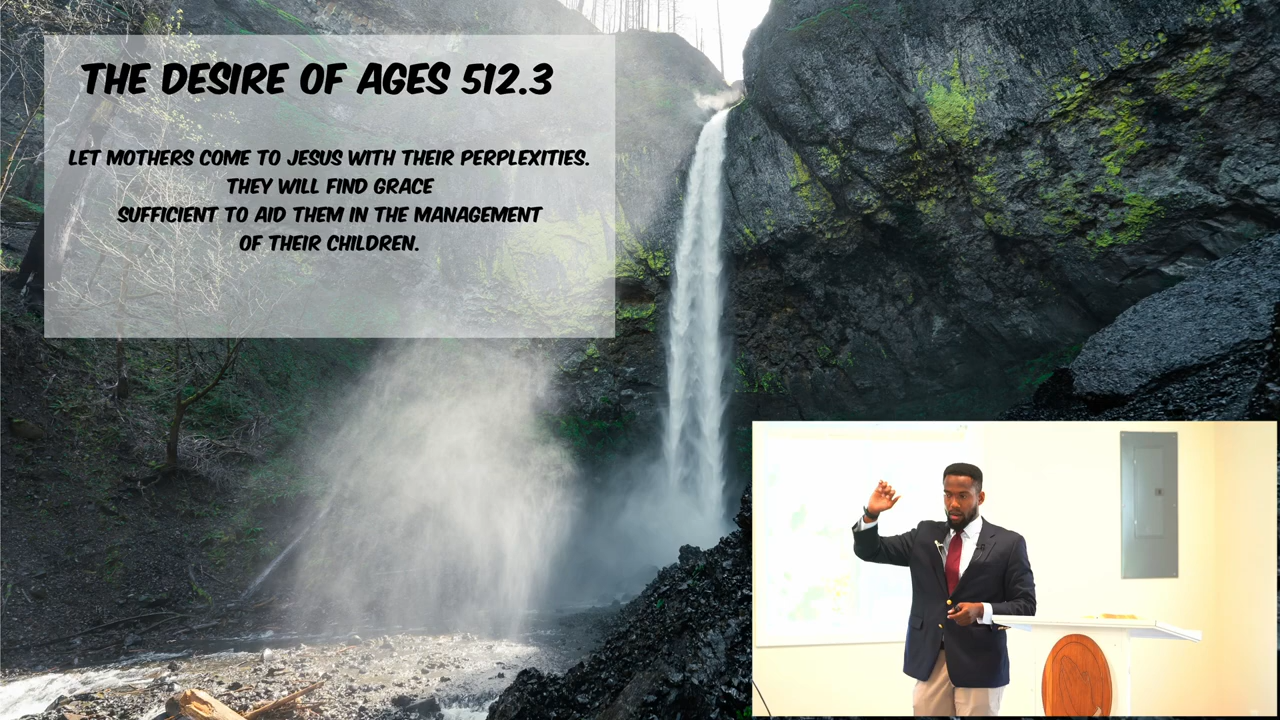 THE DESIRE OF AGES 512.3
LET MOTHERS COME TO JESUS WITH THEIR PERPLEXITIES.
THEY WILL FIND GRACE
SUFFICIENT TO AID THEM IN THE MANAGEMENT
OF THEIR CHILDREN.